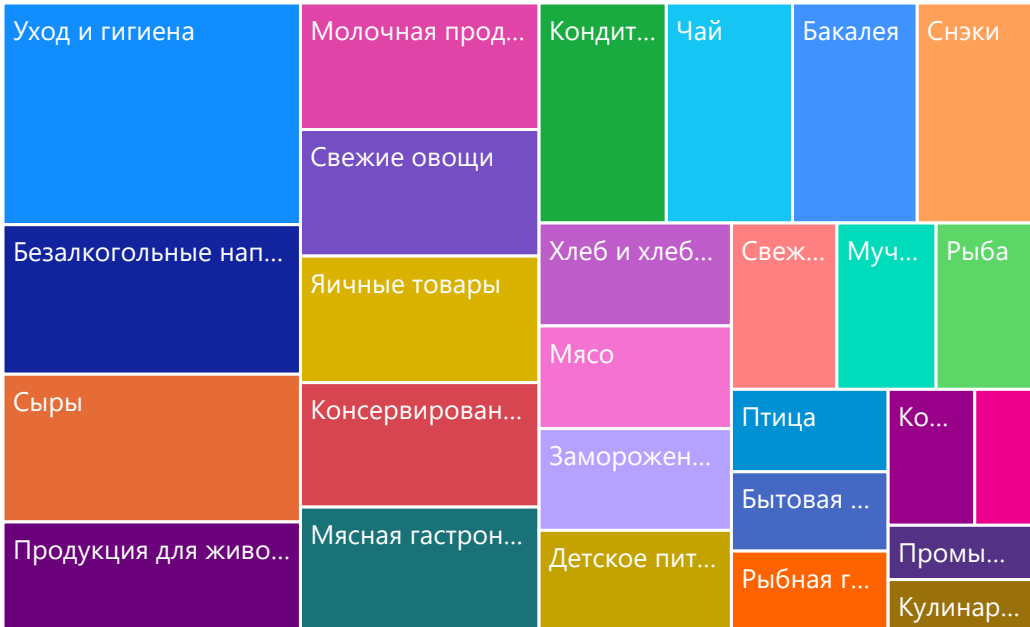 Уход и гигиена
Молочная прод...
Кондит...
Чай
Бакалея
Снэки
Свежие овощи
Безалкогольные нап...
Хлеб и хлеб...
Свеж...
Муч...
Рыба
Яичные товары
Мясо
Сыры
Консервирован...
Птица
Ко...
Заморожен...
Бытовая ...
Мясная гастрон...
Продукция для живо...
Детское пит...
Промы...
Рыбная г...
Кулинар...